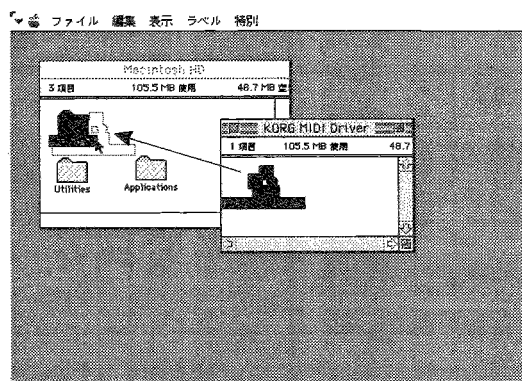 ファイル 編集 表示 ラベル 特別
Macintosh HD
3 項目 105.5 MB 使用 48.7 MB 空
KORG MIDI Driver
1 項目 105.5 MB 使用 48.7
Utilities Applications